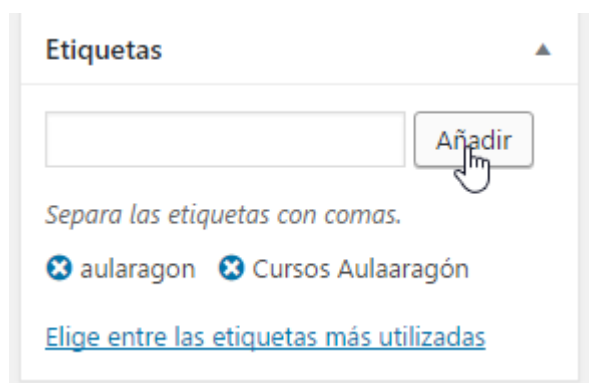 Etiquetas
Añadir
Separa las etiquetas con comas.
aularagon Cursos Aulaaragón
Elige entre las etiquetas más utilizadas